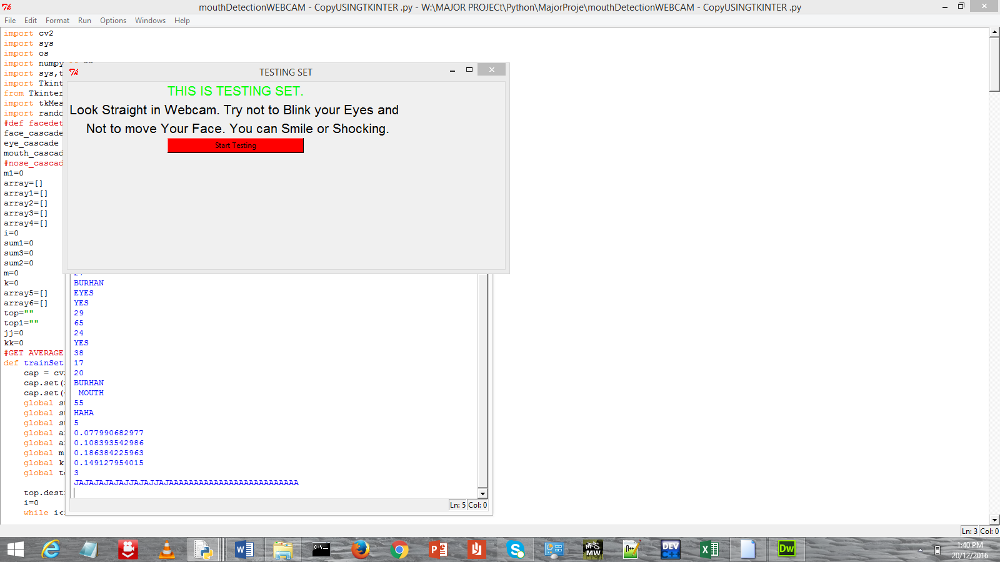 mouthDetectionWEBCAM - CopyUSINGTKINTER .py - W:\MAJOR PROJECt\Python\MajorProje\mouthDetectionWEBCAM - CopyUSINGTKINTER .py
File Edit Format Run Options Windows Help
import cv2
import sys
import os
import numpy
import sys,t
import Tkint
from Tkinter
import tkMes
import rando
#def facedet
face_cascade
eye_cascade
mouth_cascad
#nose_cascad
m1=0
array=[]
array1=[]
array2=[]
array3=[]
array4=[]
i=0
sum1=0
sum3=0
sum2=0
m=0
k=0
array5=[]
array6=[]
top=""
top1=""
jj=0
kk=0
#GET AVERAGE
def trainSet
cap = cv
cap.set(
cap.set(
global s
global s
global s
global a
global a
global m
global k
global t
top.dest
i=0
while i<
TESTING SET
THIS IS TESTING SET.
Look Straight in Webcam. Try not to Blink your Eyes and
Not to move Your Face. You can Smile or Shocking.
Start Testing
BURHAN
EYES
YES
29
65
24
YES
38
17
20
BURHAN
MOUTH
55
HAHA
5
0.077990682977
0.108393542986
0.186384225963
0.149127954015
3
Ln: 5 Col: 0
Ln: 3 Col: 0
1:40 PM
20/12/2016